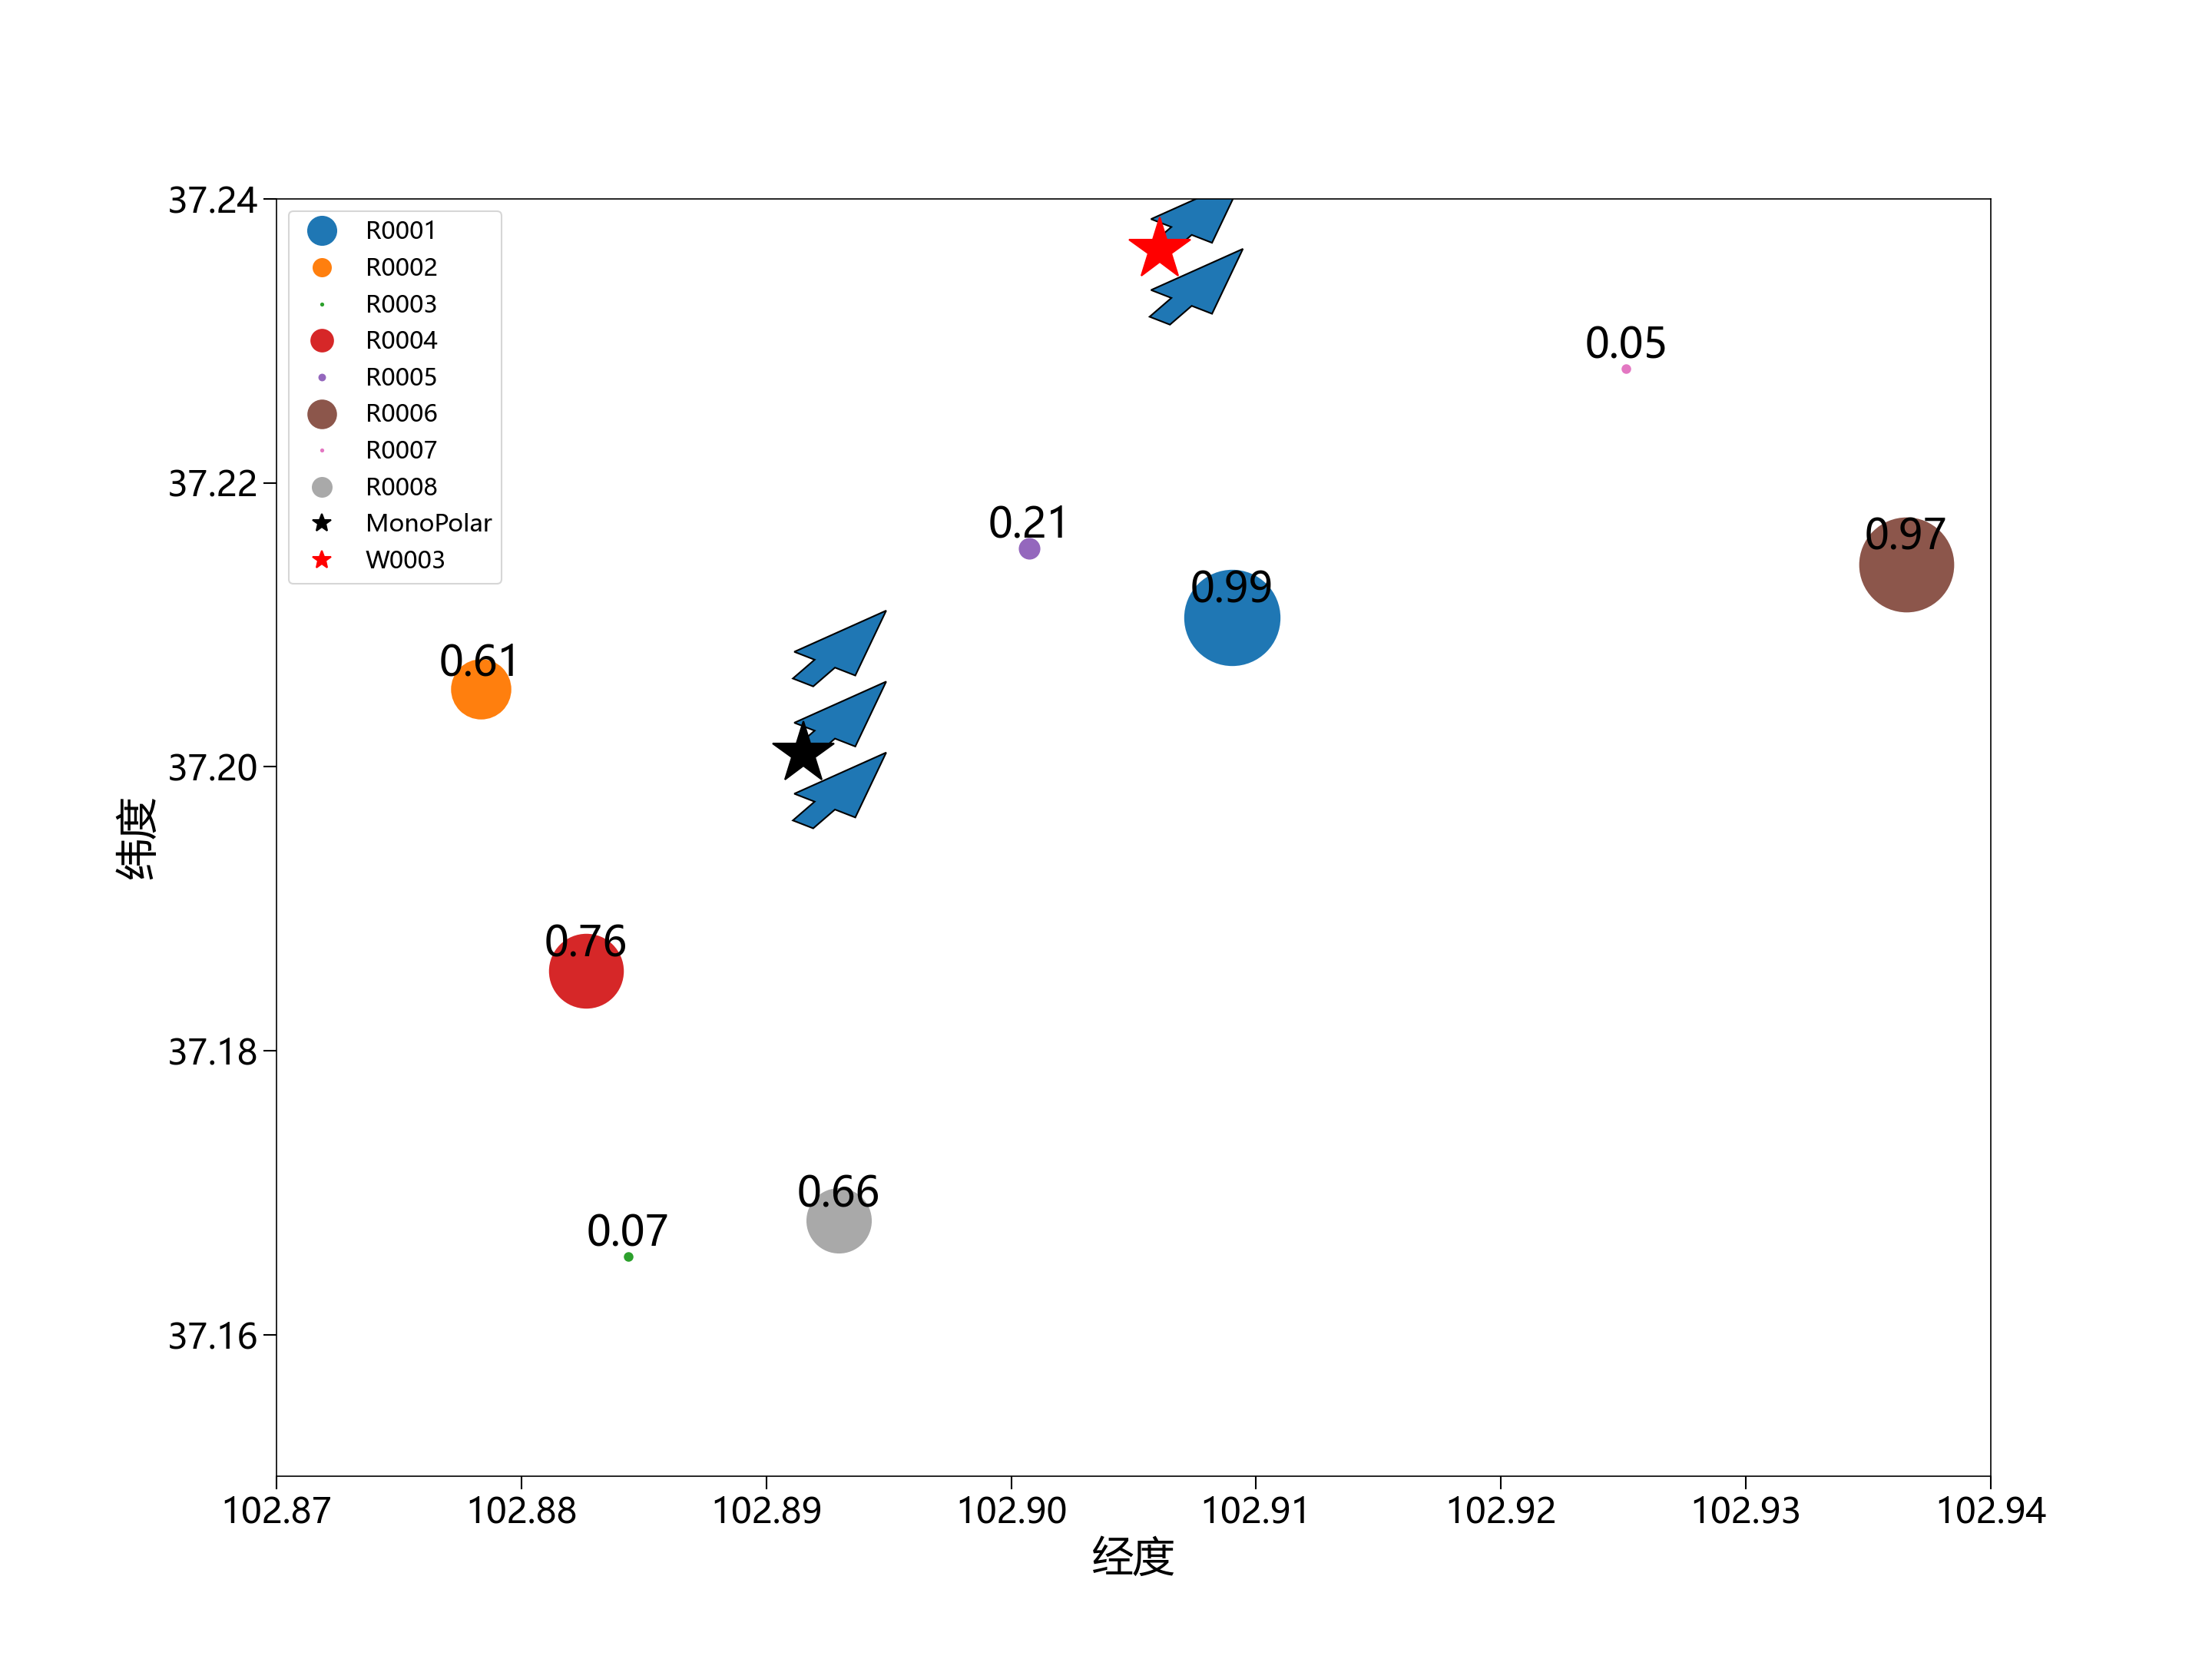 37.24
37.22
37.20
37.18
37.16
纬度
R0001
R0002
R0003
R0004
R0005
R0006
R0007
R0008
MonoPolar
W0003
0.05
0.21
0.97
0.99
0.61
0.76
0.66
0.07
102.87
102.88
102.89
102.90
102.91
102.92
102.93
102.94
经度